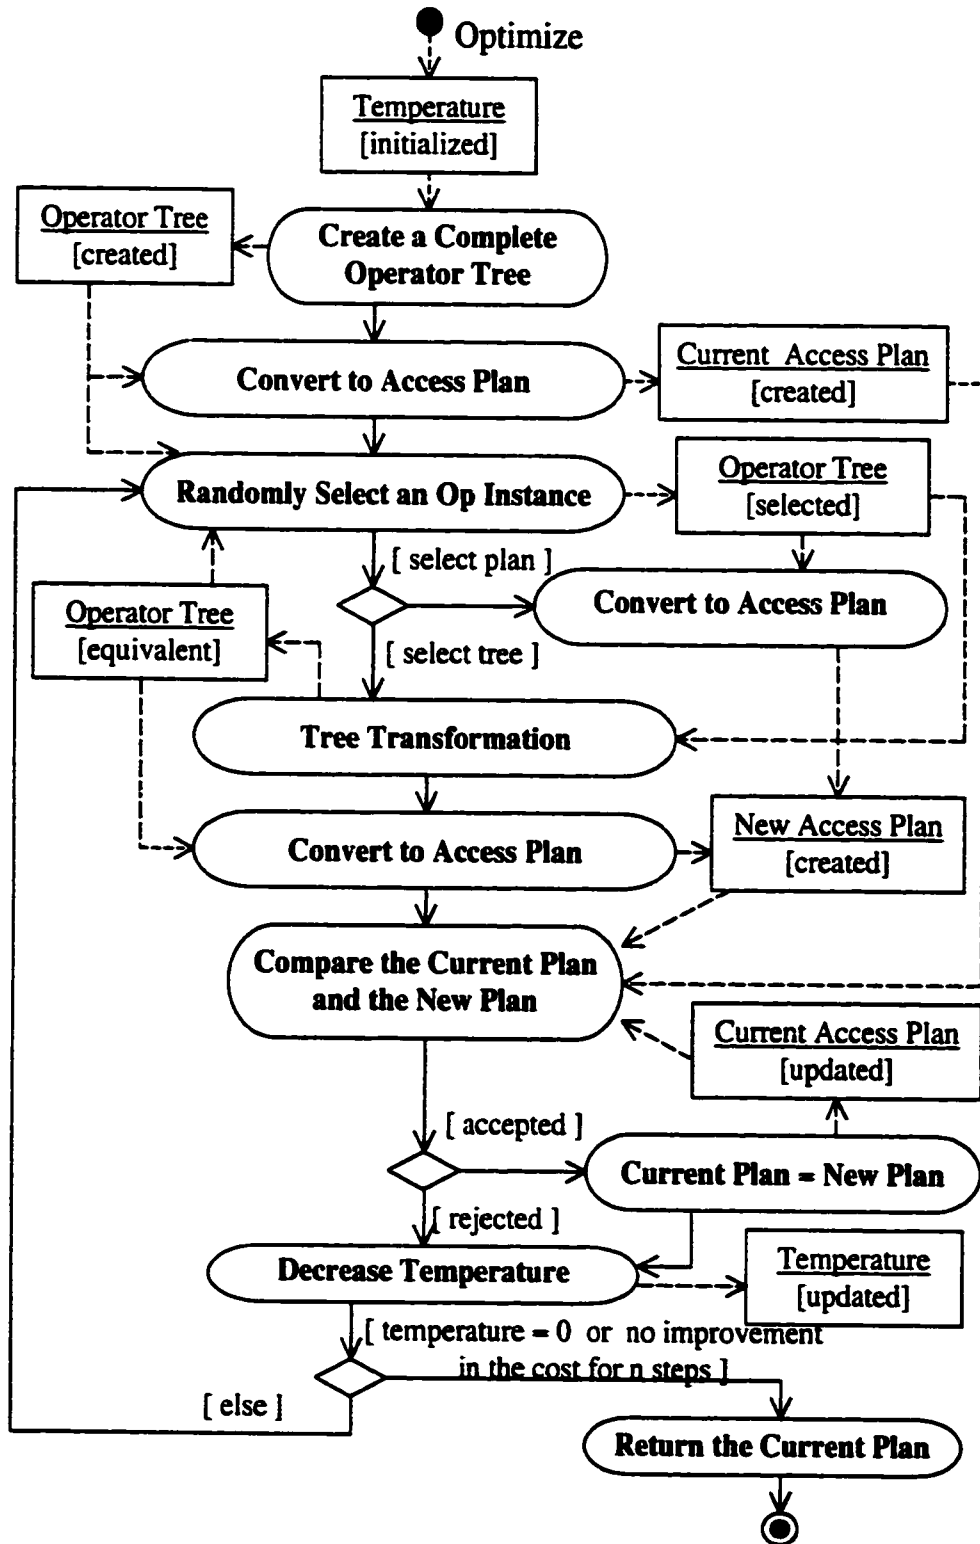 Optimize
Temperature
[initialized]
Operator Tree
[created]
Create a Complete
Operator Tree
Convert to Access Plan
Current Access Plan
[created]
Randomly Select an Op Instance
Operator Tree
[selected]
[ select plan ]
Convert to Access Plan
Operator Tree
[equivalent]
[ select tree ]
Tree Transformation
Convert to Access Plan
New Access Plan
[created]
Compare the Current Plan
and the New Plan
Current Access Plan
[updated]
[ accepted ]
Current Plan = New Plan
[ rejected ]
Decrease Temperature
Temperature
[updated]
[ temperature = 0 or no improvement
in the cost for n steps ]
[ else ]
Return the Current Plan